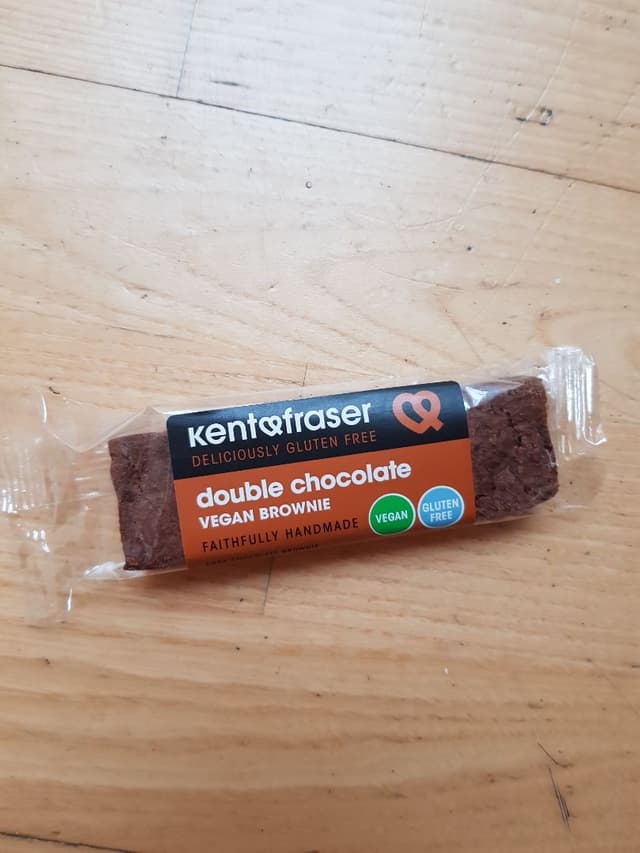 kent&fraser
DELICIOUSLY GLUTEN FREE
double chocolate
VEGAN BROWNIE
FAITHFULLY HANDMADE
VEGAN
GLUTEN
FREE